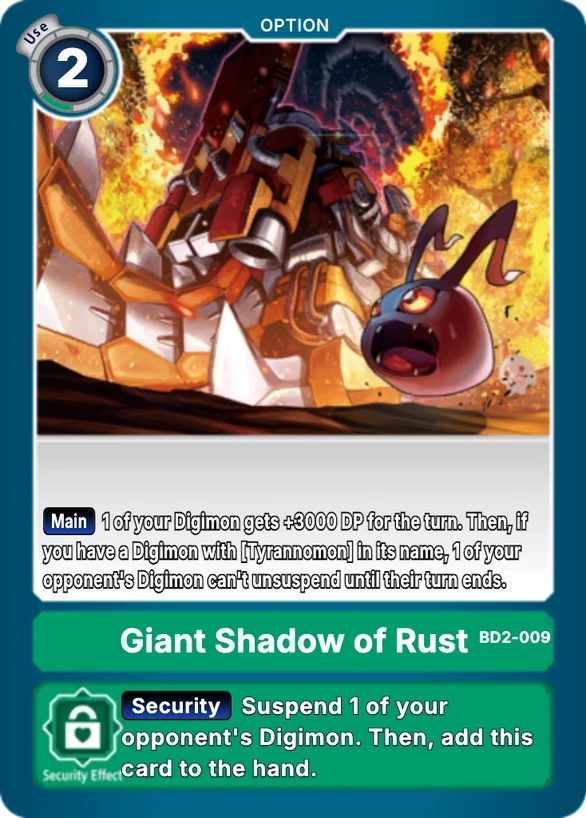 OPTION
Use
2
Main 1 of your Digimon gets +3000 DP for the turn. Then, if
you have a Digimon with [Tyrannomon] in its name, 1 of your
opponent's Digimon can't unsuspend until their turn ends.
Giant Shadow of Rust BD2-009
Security Suspend 1 of your
opponent's Digimon. Then, add this
card to the hand.
Security Effect